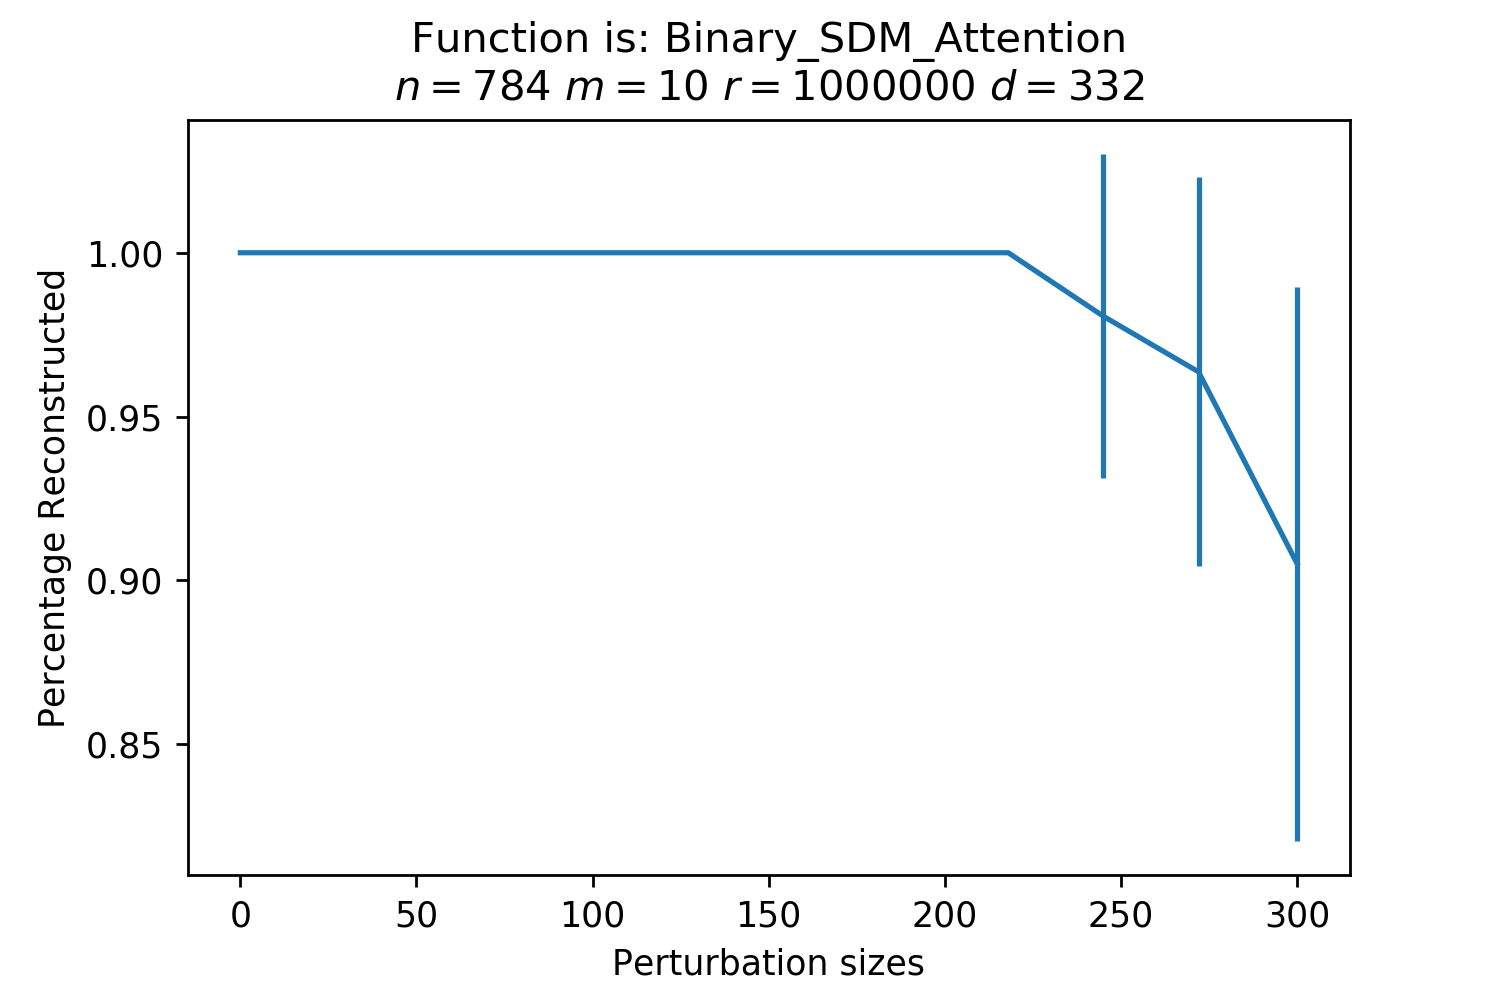 Function is: Binary_SDM_Attention
n = 784 m = 10 r = 1000000 d = 332
Percentage Reconstructed
1.00
0.95
0.90
0.85
0 50 100 150 200 250 300
Perturbation sizes